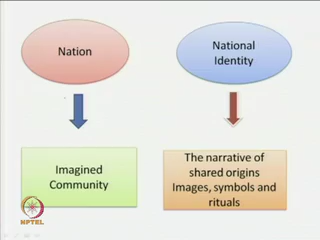 Nation
National
Identity
Imagined
Community
The narrative of
shared origins
Images, symbols and
rituals
NPTEL